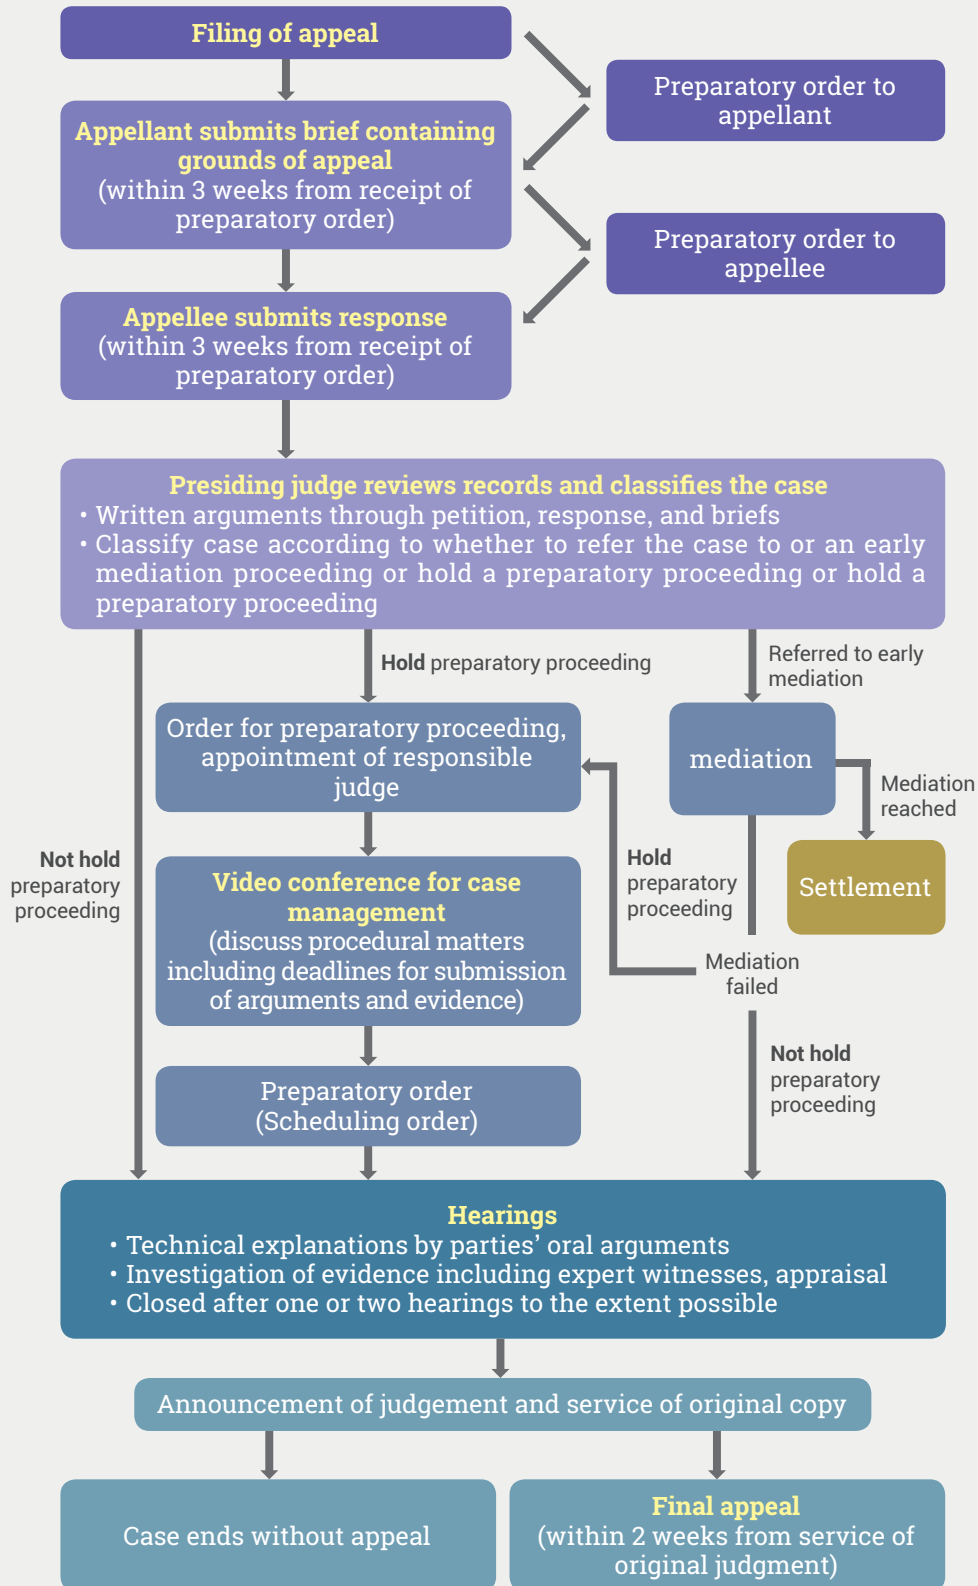 Filing of appeal
Preparatory order to
appellant
Appellant submits brief containing
grounds of appeal
(within 3 weeks from receipt of
preparatory order)
Preparatory order to
appellee
Appellee submits response
(within 3 weeks from receipt of
preparatory order)
Presiding judge reviews records and classifies the case
• Written arguments through petition, response, and briefs
• Classify case according to whether to refer the case to or an early
mediation proceeding or hold a preparatory proceeding or hold a
preparatory proceeding
Hold preparatory proceeding
Referred to early
mediation
Order for preparatory proceeding,
appointment of responsible
judge
mediation
Mediation
reached
Settlement
Not hold
preparatory
proceeding
Video conference for case
management
(discuss procedural matters
including deadlines for submission
of arguments and evidence)
Hold
preparatory
proceeding
Mediation
failed
Not hold
preparatory
proceeding
Preparatory order
(Scheduling order)
Hearings
• Technical explanations by parties’ oral arguments
• Investigation of evidence including expert witnesses, appraisal
• Closed after one or two hearings to the extent possible
Announcement of judgement and service of original copy
Case ends without appeal
Final appeal
(within 2 weeks from service of
original judgment)